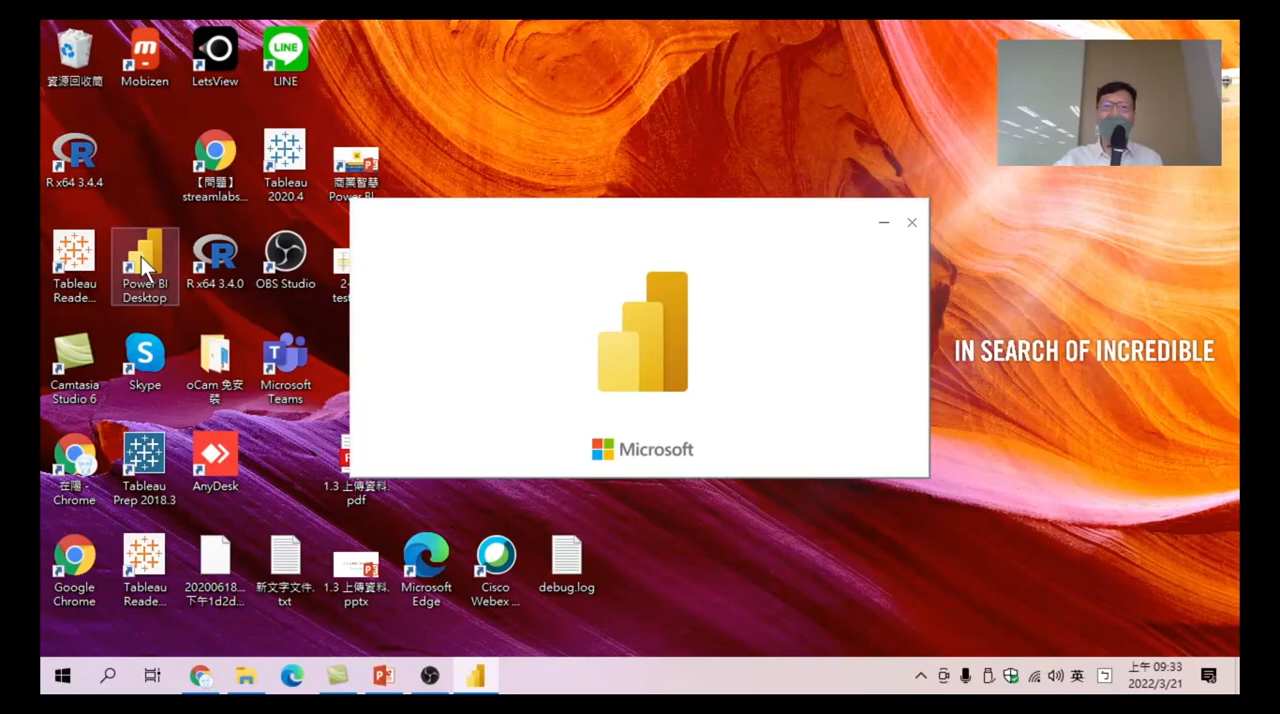 資源回收筒
Mobizen
LetsView
LINE
LINE
R x64 3.4.4
【問題】
streamlabs...
Tableau
2020.4
商業智慧
Power BI...
Tableau
Reade...
Power BI
Desktop
R x64 3.4.0
OBS Studio
2-
test
Camtasia
Studio 6
Skype
oCam 免安
裝
Microsoft
Teams
Microsoft
IN SEARCH OF INCREDIBLE
Chrome
Tableau
Prep 2018.3
AnyDesk
1.3 上傳資料.
pdf
Google
Chrome
Tableau
Reade...
20200618...
下午1d2d...
新文字文件.
txt
1.3 上傳資料.
pptx
Microsoft
Edge
Cisco
Webex ...
debug.log
英
上午 09:33
2022/3/21